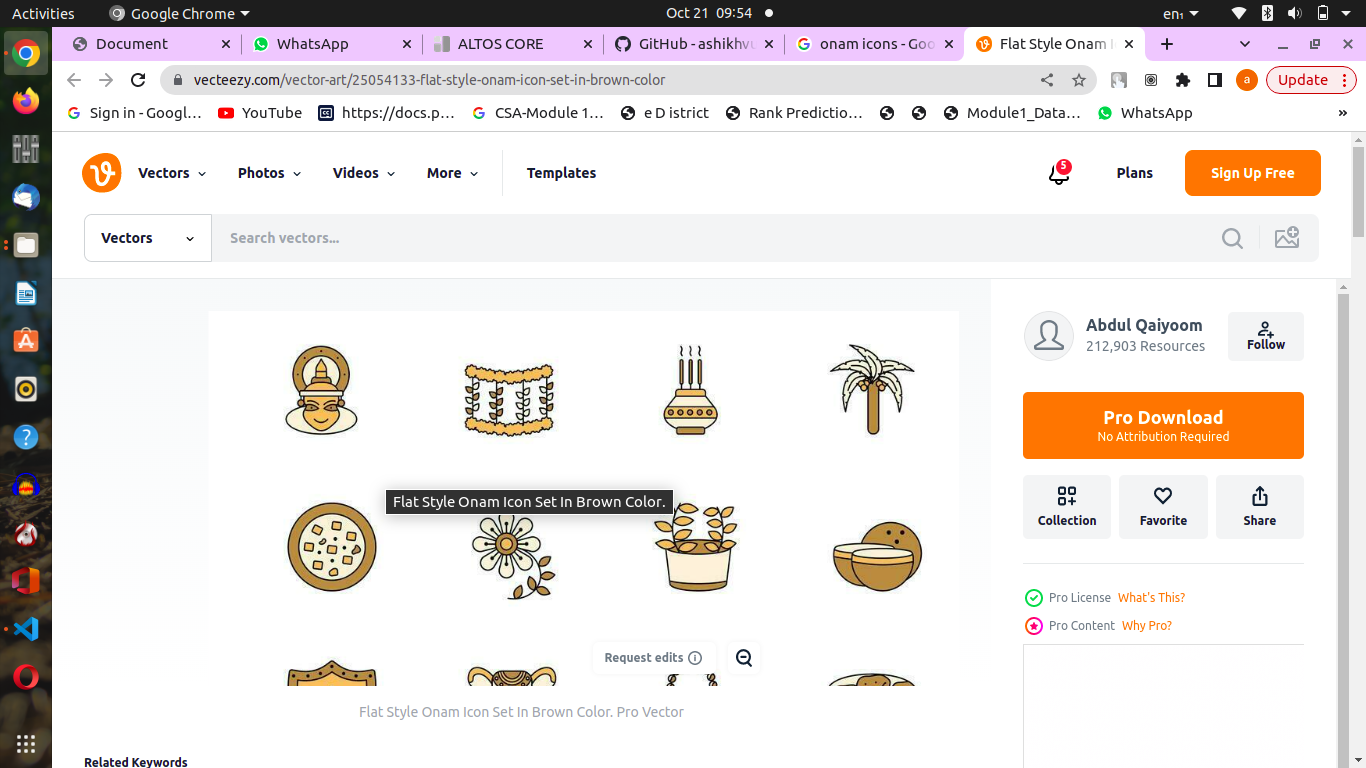 Activities
Google Chrome
Oct 21 09:54
en₁
Document
WhatsApp
ALTOS CORE
GitHub - ashikhvu
onam icons - Goo
Flat Style Onam I
vecteezy.com/vector-art/25054133-flat-style-onam-icon-set-in-brown-color
a
Update
Sign in - Googl…
YouTube
https://docs.p…
CSA-Module 1…
e D istrict
Rank Predictio…
Module1_Data…
WhatsApp
»
Vectors
Photos
Videos
More
Templates
5
Plans
Sign Up Free
Vectors
Search vectors...
Abdul Qaiyoom
212,903 Resources
Follow
Pro Download
No Attribution Required
Flat Style Onam Icon Set In Brown Color.
Collection
Favorite
Share
Pro License What's This?
Pro Content Why Pro?
Request edits
Flat Style Onam Icon Set In Brown Color. Pro Vector
Related Keywords